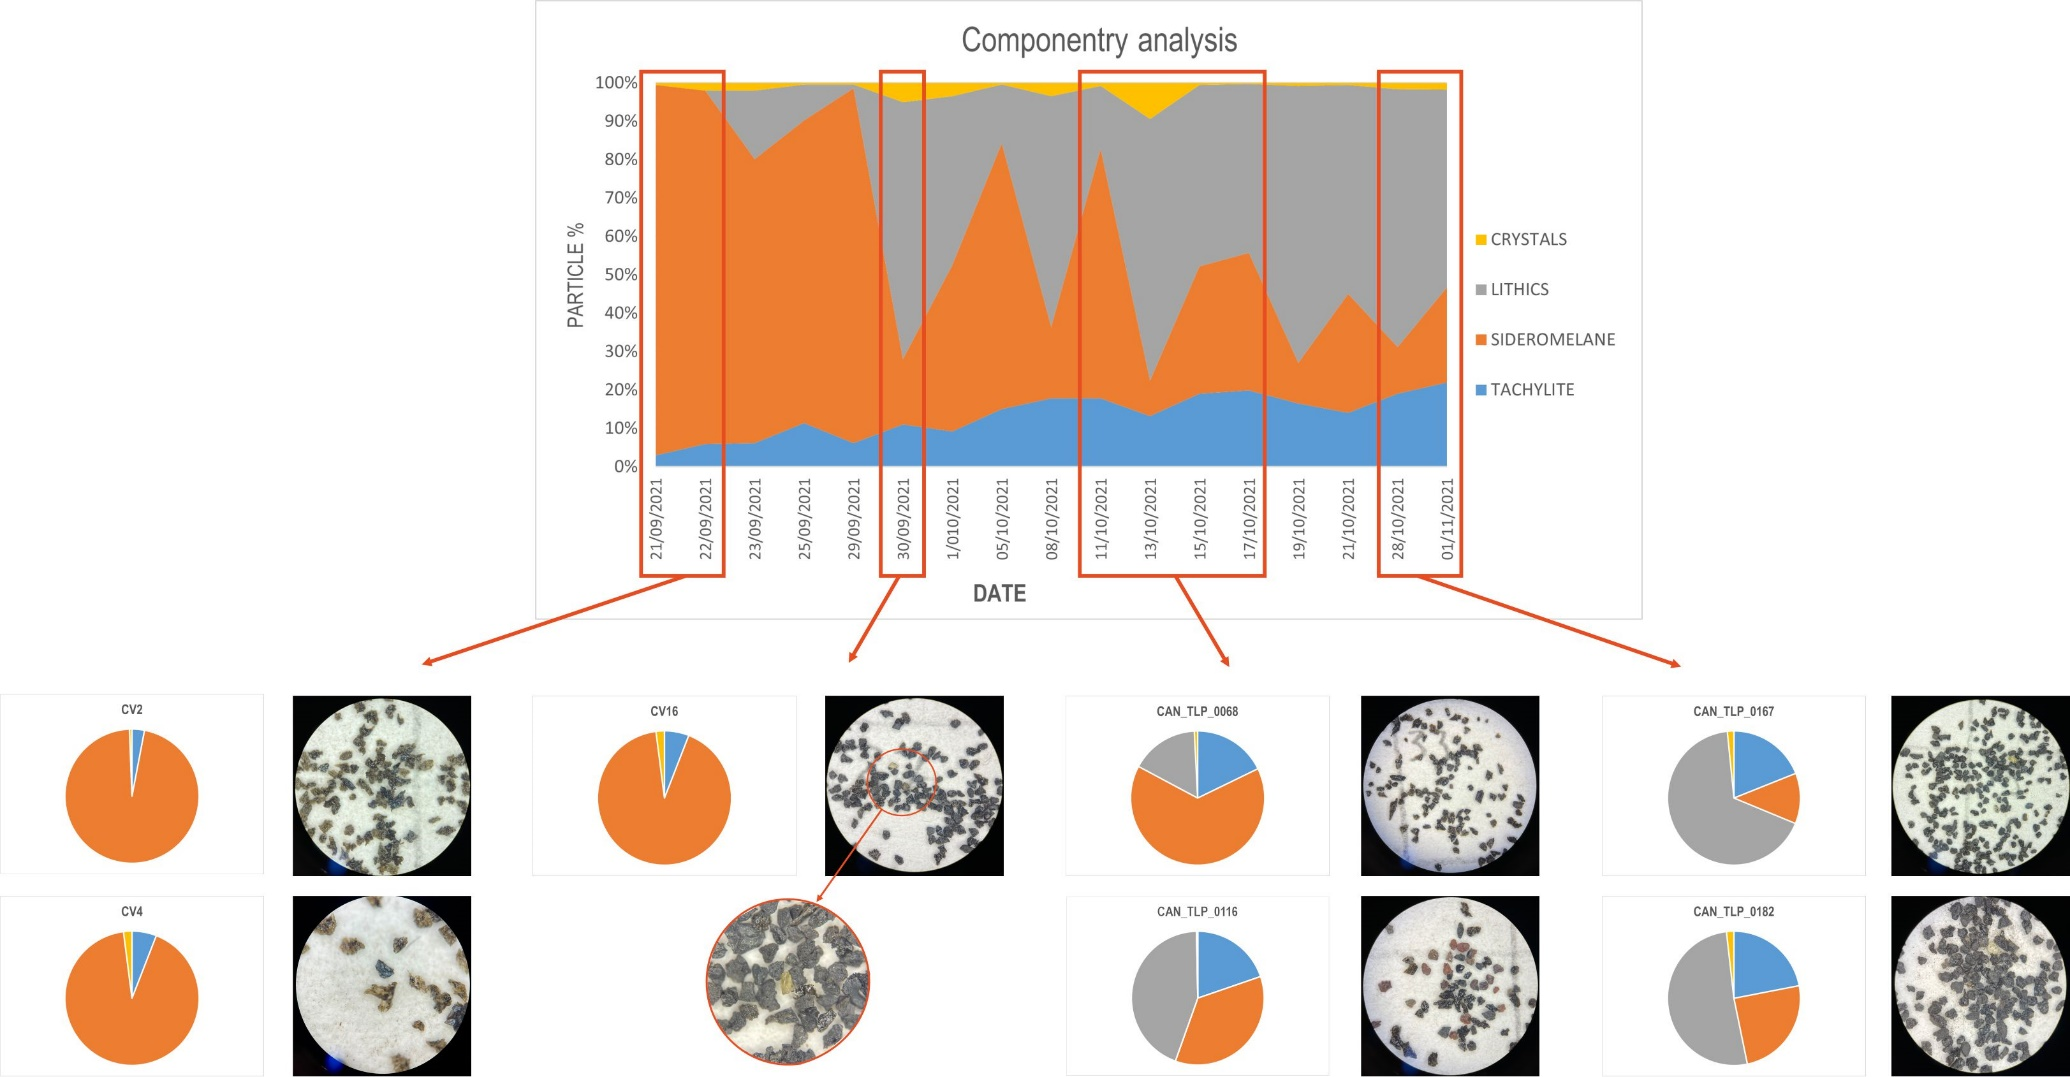 Componentry analysis
100%
90%
80%
70%
60%
50%
40%
30%
20%
10%
0%
PARTICLE %
CRYSTALS
LITHICS
SIDEROMELANE
TACHYLITE
21/09/2021
22/09/2021
23/09/2021
25/09/2021
29/09/2021
30/09/2021
1/010/2021
05/10/2021
08/10/2021
11/10/2021
13/10/2021
15/10/2021
17/10/2021
19/10/2021
21/10/2021
28/10/2021
01/11/2021
DATE
CV2
CV16
CAN_TLP_0068
CAN_TLP_0167
CV4
CAN_TLP_0116
CAN_TLP_0182